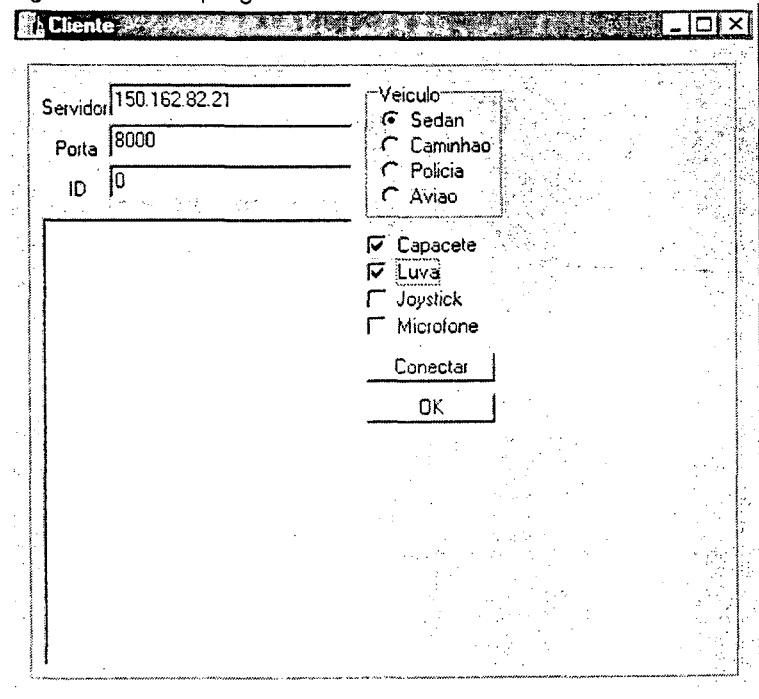 Cliente
Servidor 150.162.82.21
Porta 8000
ID 0
Veiculo
Sedan
Caminhao
Policia
Aviao
Capacete
Luva
Joystick
Microfone
Conectar
OK